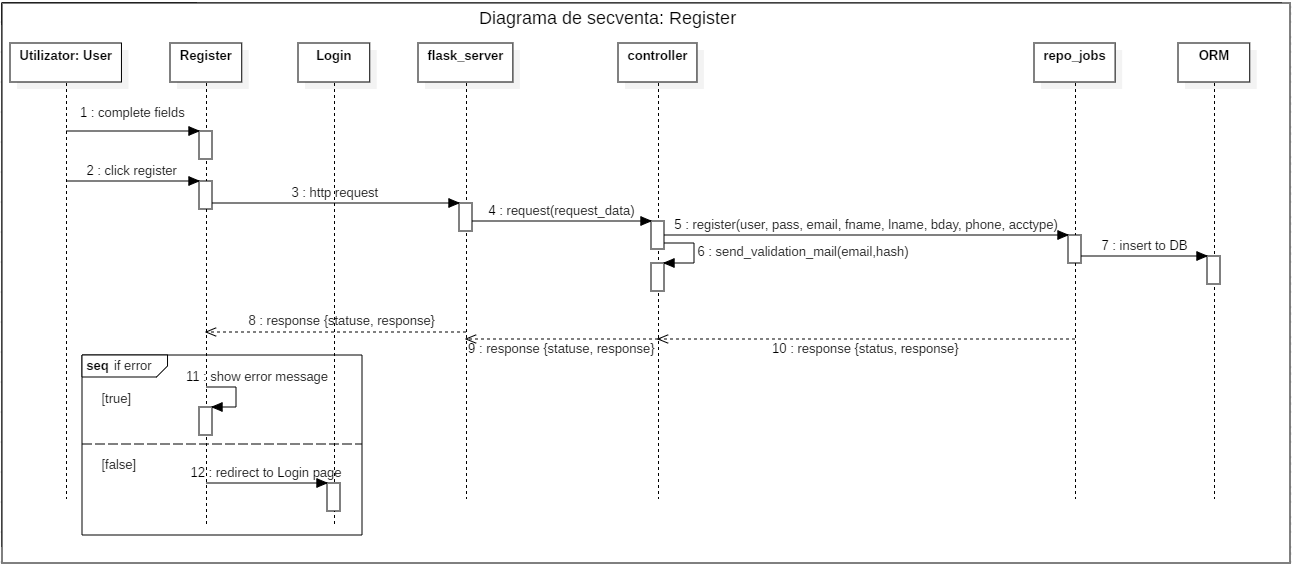 Diagrama de secventa: Register
Utilizator: User
Register
Login
flask_server
controller
repo_jobs
ORM
1 : complete fields
2 : click register
3 : http request
4 : request(request_data)
5 : register(user, pass, email, fname, lname, bday, phone, acctype)
6 : send_validation_mail(email,hash)
7 : insert to DB
8 : response {statuse, response}
9 : response {statuse, response}
10 : response {status, response}
seq if error
11 : show error message
[true]
[false]
12 : redirect to Login page